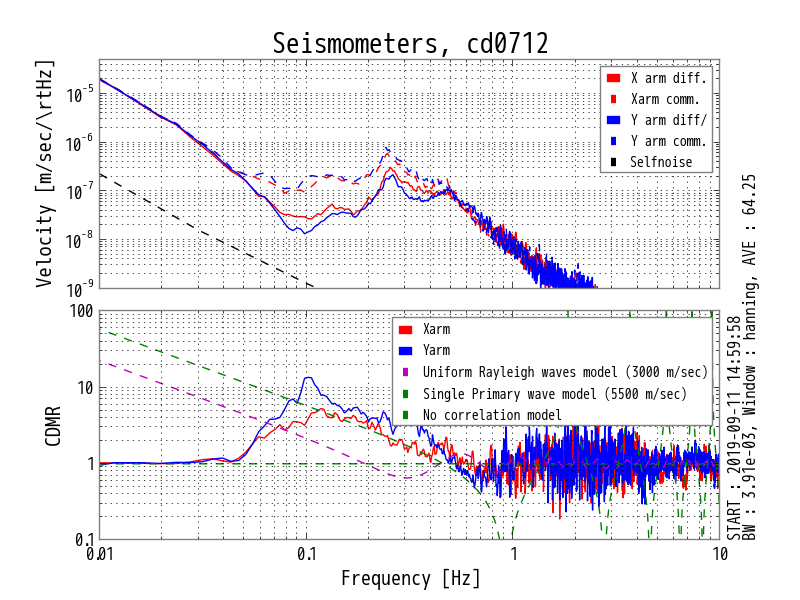 Seismometers, cd0712
Velocity [m/sec/\rtHz]
10^-5
10^-6
10^-7
10^-8
10^-9
X arm diff.
Xarm comm.
Y arm diff/
Y arm comm.
Selfnoise
CDMR
100
10
1
0.1
Xarm
Yarm
Uniform Rayleigh waves model (3000 m/sec)
Single Primary wave model (5500 m/sec)
No correlation model
0.01 0.1 1 10
Frequency [Hz]
START : 2019-09-11 14:59:58
BW : 3.91e-03, Window : hanning, AVE : 64.25